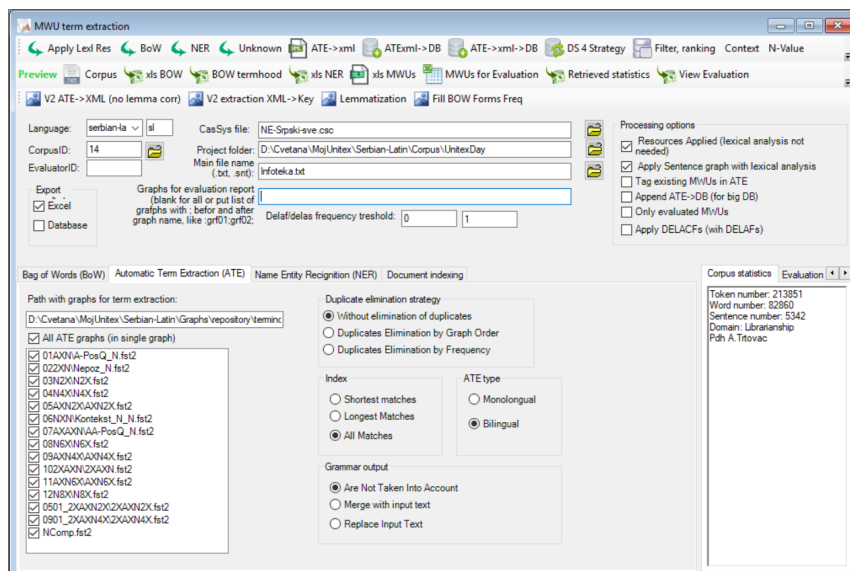 MWU term extraction
Apply Lexl Res BoW NER Unknown ATE->xml ATExml->DB ATE->xml->DB DS 4 Strategy Filter, ranking Context N-Value
Preview Corpus xls BOW BOW termhood xls NER xls MWUs MWUs for Evaluation Retrieved statistics View Evaluation
V2 ATE->XML (no lemma corr) V2 extraction XML->Key Lemmatization Fill BOW Forms Freq
Language: serbian-la sl CasSys file: NE-Srpski-sve.csc
CorpusID: 14 Project folder: D:\Cvetana\MojUnitex\Serbian-Latin\Corpus\UnitexDay
EvaluatorID: Main file name
(.txt, .snt): Infoteka.txt
Export
Excel
Database
Graphs for evaluation report
(blank for all or put list of
grafphs with ; befor and after
graph name, like :grf01;grf02;
Delaf/delas frequency treshold: 0 1
Processing options
Resources Applied (lexical analysis not
needed)
Apply Sentence graph with lexical analysis
Tag existing MWUs in ATE
Append ATE->DB (for big DB)
Only evaluated MWUs
Apply DELACFs (wih DELAFs)
Bag of Words (BoW) Automatic Term Extraction (ATE) Name Entity Recignition (NER) Document indexing
Path with graphs for term extraction:
D:\Cvetana\MojUnitex\Serbian-Latin\Graphs\repository\terminc
All ATE graphs (in single graph)
01AXN\A-PosQ_N.fst2
022XN\Nepoz_N.fst2
03N2X\N2X.fst2
04N4X\N4X.fst2
05AXN2X\AXN2X.fst2
06NXN\Kontekst_N_N.fst2
07AXAXN\AA-PosQ_N.fst2
08N6X\N6X.fst2
09AXN4X\AXN4X.fst2
102XAXN\2XAXN.fst2
11AXN6X\AXN6X.fst2
12N8X\N8X.fst2
0501_2XAXN2X\2XAXN2X.fst2
0901_2XAXN4X\2XAXN4X.fst2
NComp.fst2
Duplicate elimination strategy
Without elimination of duplicates
Duplicates Elimination by Graph Order
Duplicates Elimination by Frequency
Index
Shortest matches
Longest Matches
All Matches
ATE type
Monolongual
Bilingual
Grammar output
Are Not Taken Into Account
Merge with input text
Replace Input Text
Corpus statistics Evaluation
Token number: 213851
Word number: 82860
Sentence number: 5342
Domain: Librarianship
Pdh A.Trtovac